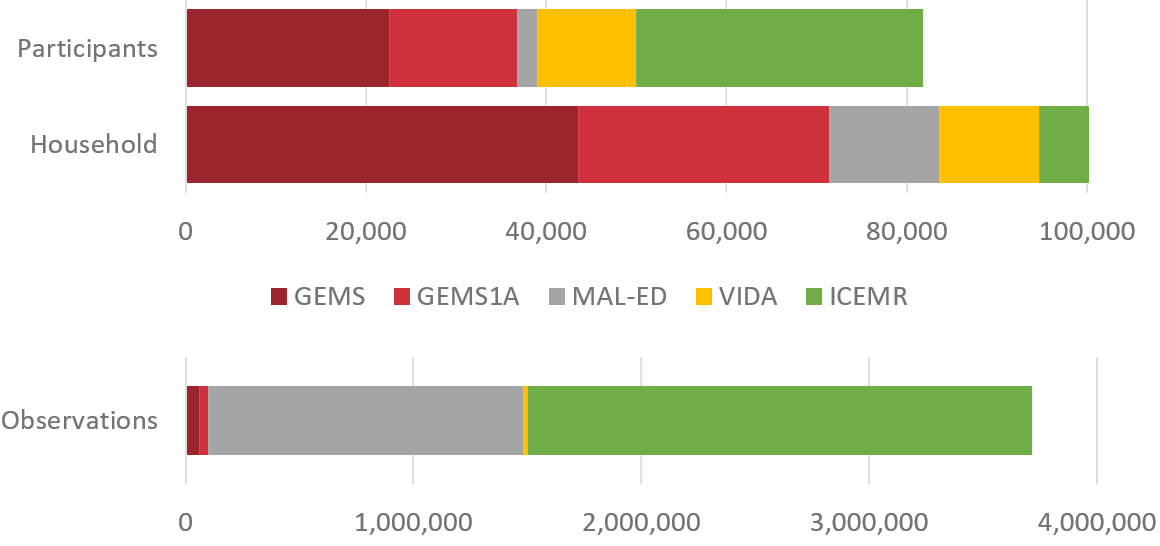 Participants
Household
0 20,000 40,000 60,000 80,000 100,000
GEMS GEMS1A MAL-ED VIDA ICEMR
Observations
0 1,000,000 2,000,000 3,000,000 4,000,000